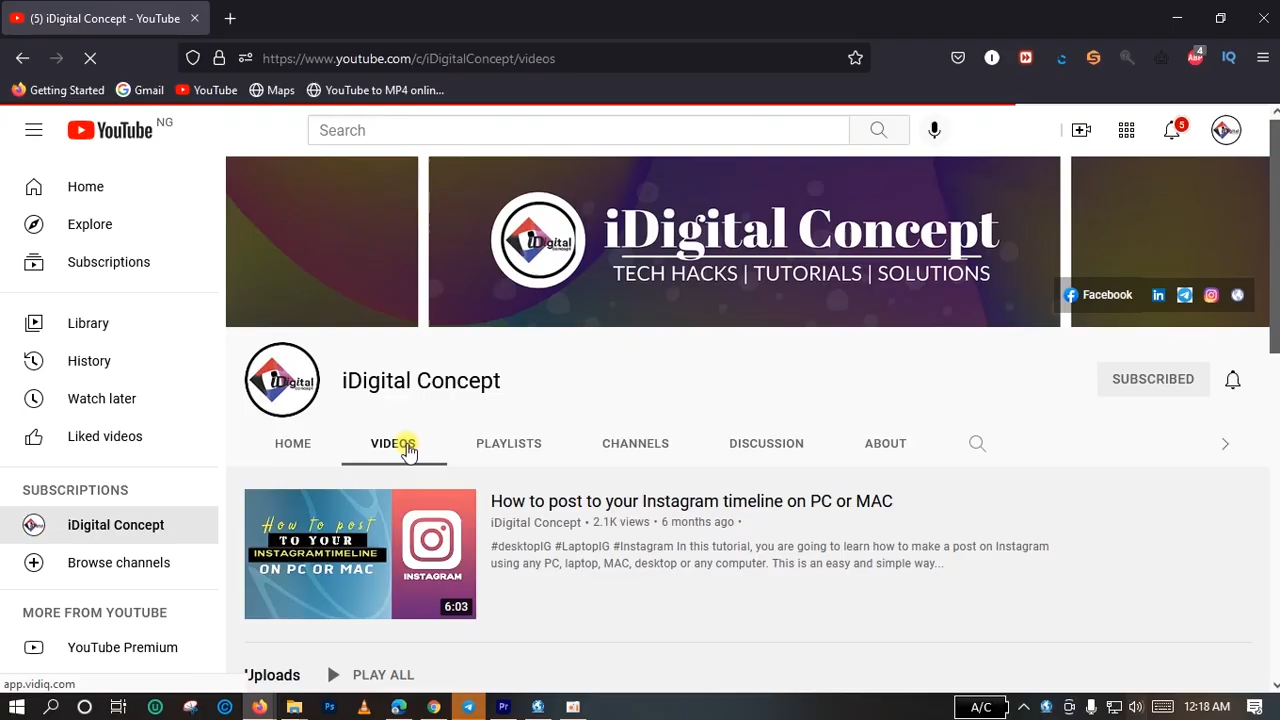 (5) iDigital Concept - YouTube
https://www.youtube.com/c/iDigitalConcept/videos
4
IQ
Getting Started
Gmail
YouTube
Maps
YouTube to MP4 onlin...
YouTube NG
Search
5
Home
Explore
Subscriptions
Library
History
Watch later
Liked videos
SUBSCRIPTIONS
iDigital Concept
Browse channels
MORE FROM YOUTUBE
YouTube Premium
app.vidiq.com
iDigital Concept
TECH HACKS | TUTORIALS | SOLUTIONS
Facebook
iDigital Concept
SUBSCRIBED
HOME
VIDEOS
PLAYLISTS
CHANNELS
DISCUSSION
ABOUT
How to post
TO YOUR
INSTAGRAMTIMELINE
ON PC OR MAC
INSTAGRAM
6:03
How to post to your Instagram timeline on PC or MAC
iDigital Concept • 2.1K views • 6 months ago •
#desktopIG #LaptopIG #Instagram In this tutorial, you are going to learn how to make a post on Instagram
using any PC, laptop, MAC, desktop or any computer. This is an easy and simple way...
Uploads
PLAY ALL
A/C
12:18 AM